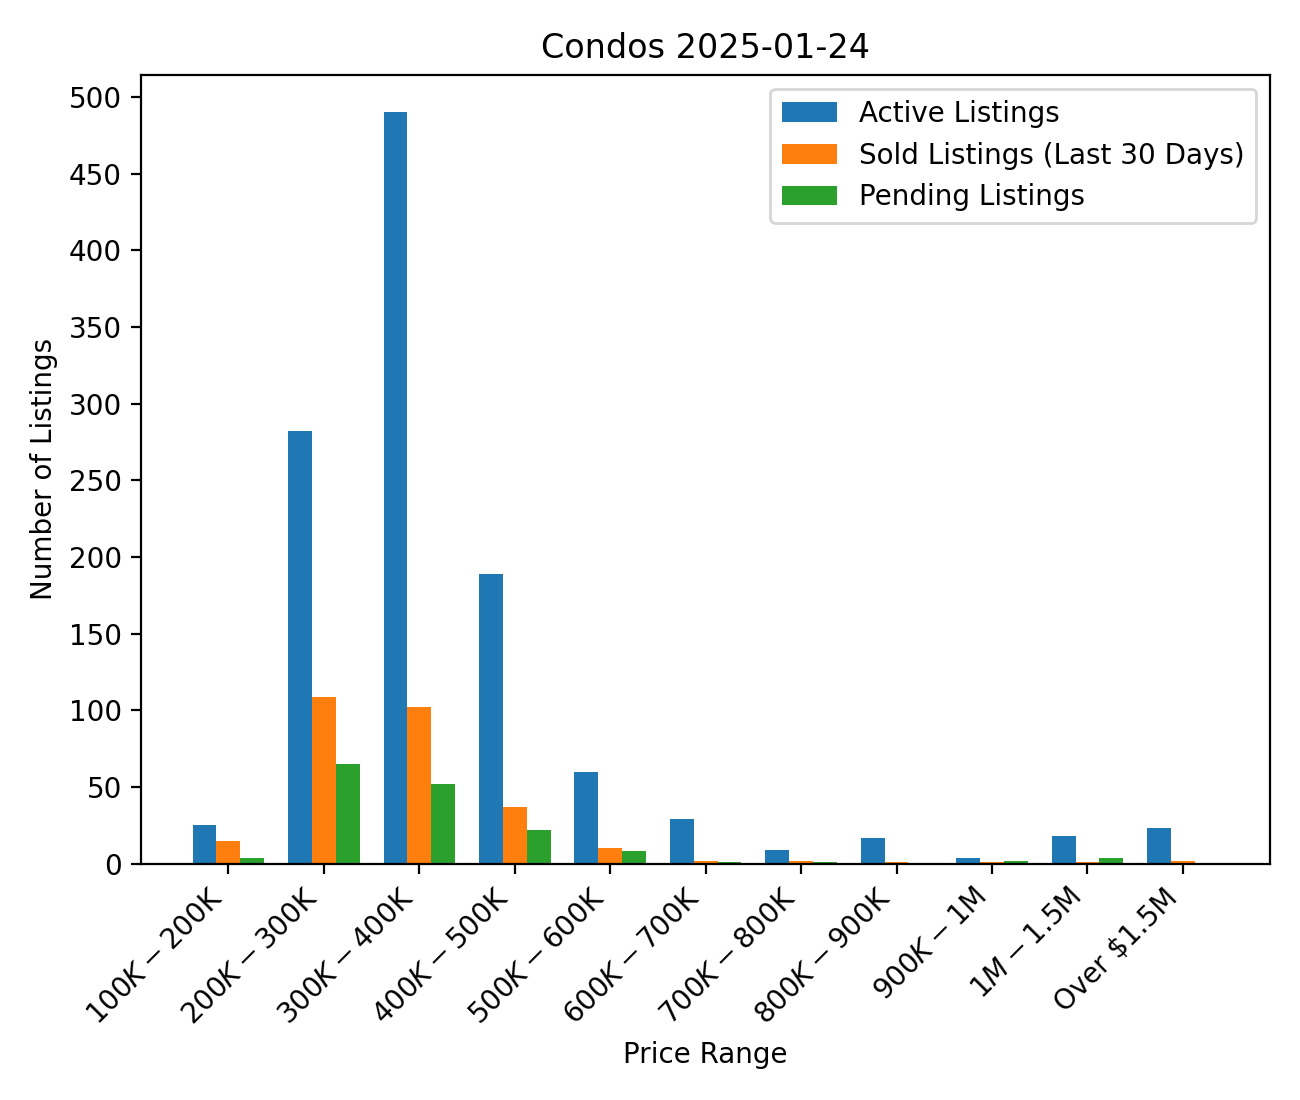 Condos 2025-01-24
Active Listings
Sold Listings (Last 30 Days)
Pending Listings
Number of Listings
500
450
400
350
300
250
200
150
100
50
0
100K − 200K
200K − 300K
300K − 400K
400K − 500K
500K − 600K
600K − 700K
700K − 800K
800K − 900K
900K − 1M
1M − 1.5M
Over $1.5M
Price Range